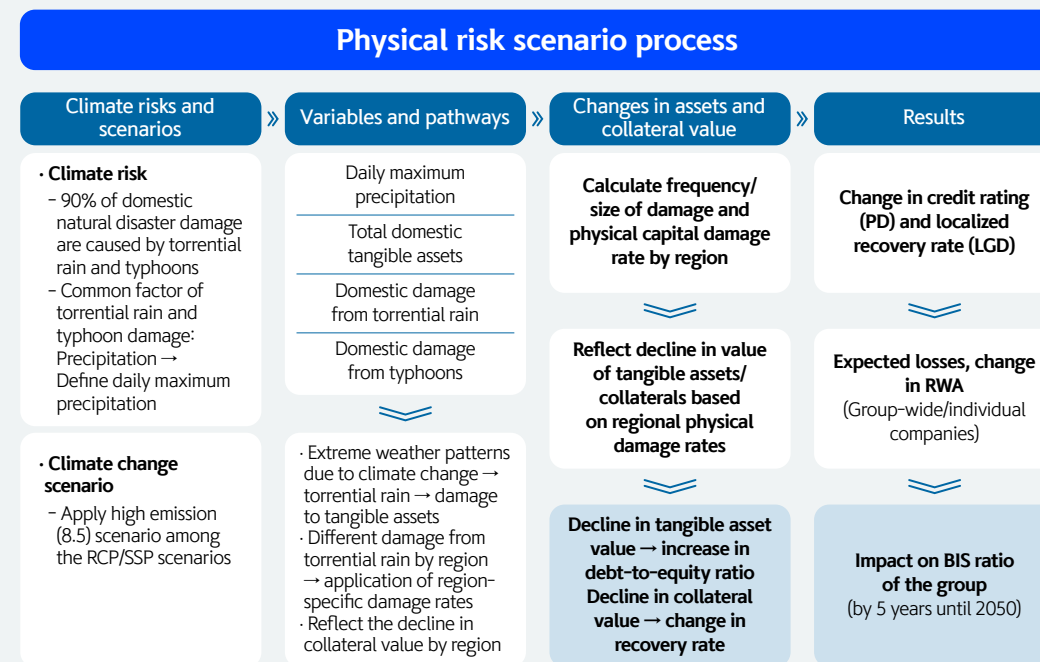 Physical risk scenario process
Climate risks and
scenarios
· Climate risk
– 90% of domestic
natural disaster damage
are caused by torrential
rain and typhoons
– Common factor of
torrential rain and
typhoon damage:
Precipitation →
Define daily maximum
precipitation
· Climate change
scenario
– Apply high emission
(8.5) scenario among
the RCP/SSP scenarios
»
Variables and pathways
Daily maximum
precipitation
Total domestic
tangible assets
Domestic damage
from torrential rain
Domestic damage
from typhoons
· Extreme weather patterns
due to climate change →
torrential rain → damage
to tangible assets
· Different damage from
torrential rain by region
→ application of region-
specific damage rates
· Reflect the decline in
collateral value by region
»
Changes in assets and
collateral value
Calculate frequency/
size of damage and
physical capital damage
rate by region
Reflect decline in value
of tangible assets/
collaterals based
on regional physical
damage rates
Decline in tangible asset
value → increase in
debt-to-equity ratio
Decline in collateral
value → change in
recovery rate
»
Results
Change in credit rating
(PD) and localized
recovery rate (LGD)
Expected losses, change
in RWA
(Group-wide/individual
companies)
Impact on BIS ratio
of the group
(by 5 years until 2050)